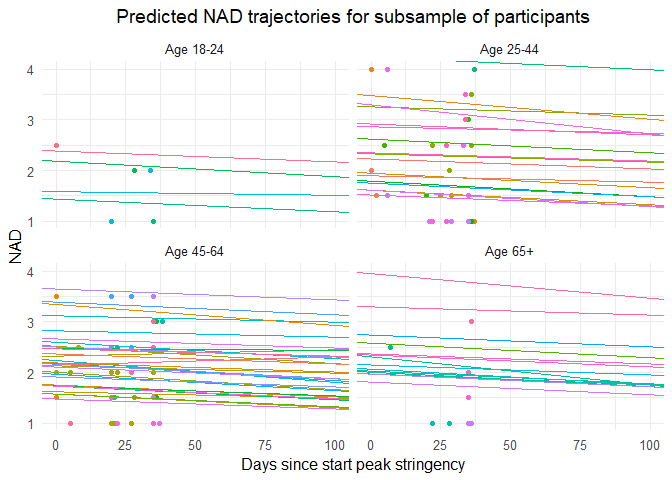 Predicted NAD trajectories for subsample of participants
Age 18-24
Age 25-44
4
3
2
1
Age 45-64
Age 65+
4
3
2
1
NAD
0
25
50
75
100
0
25
50
75
100
Days since start peak stringency